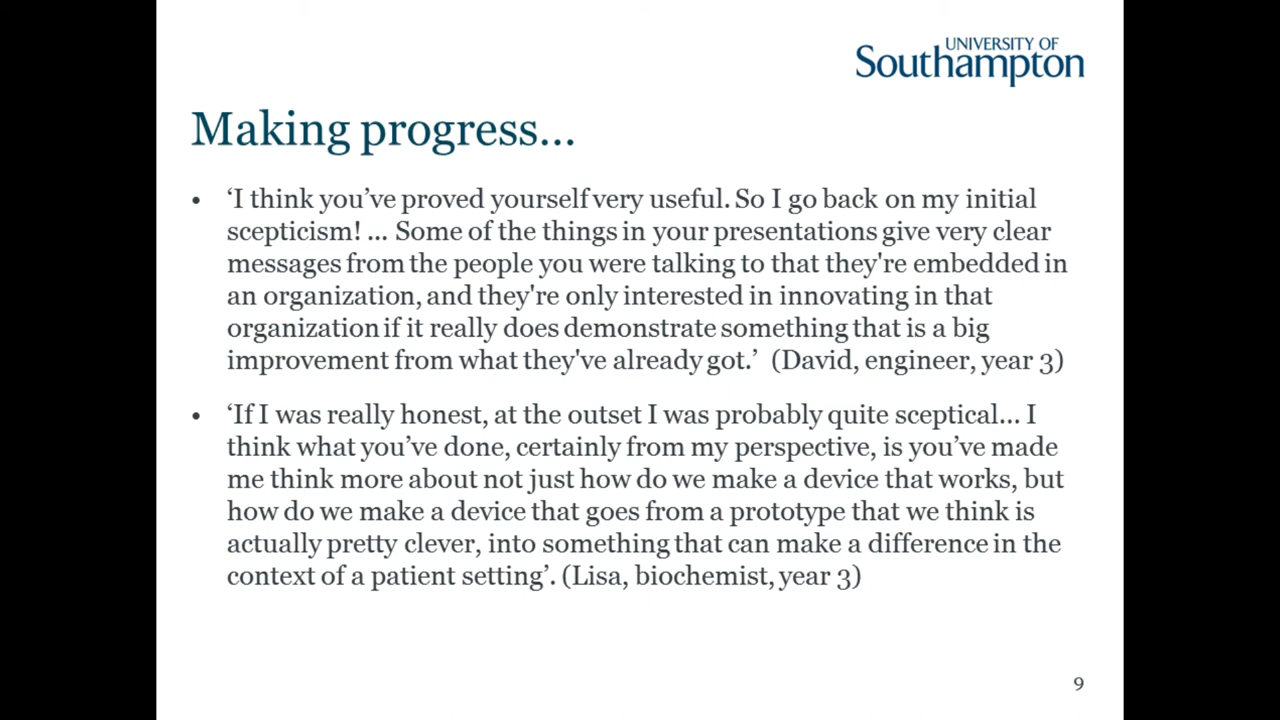 UNIVERSITY OF
Southampton
Making progress...
• ‘I think you’ve proved yourself very useful. So I go back on my initial
scepticism! ... Some of the things in your presentations give very clear
messages from the people you were talking to that they're embedded in
an organization, and they're only interested in innovating in that
organization if it really does demonstrate something that is a big
improvement from what they've already got.’ (David, engineer, year 3)
• ‘If I was really honest, at the outset I was probably quite sceptical... I
think what you’ve done, certainly from my perspective, is you’ve made
me think more about not just how do we make a device that works, but
how do we make a device that goes from a prototype that we think is
actually pretty clever, into something that can make a difference in the
context of a patient setting’. (Lisa, biochemist, year 3)
9